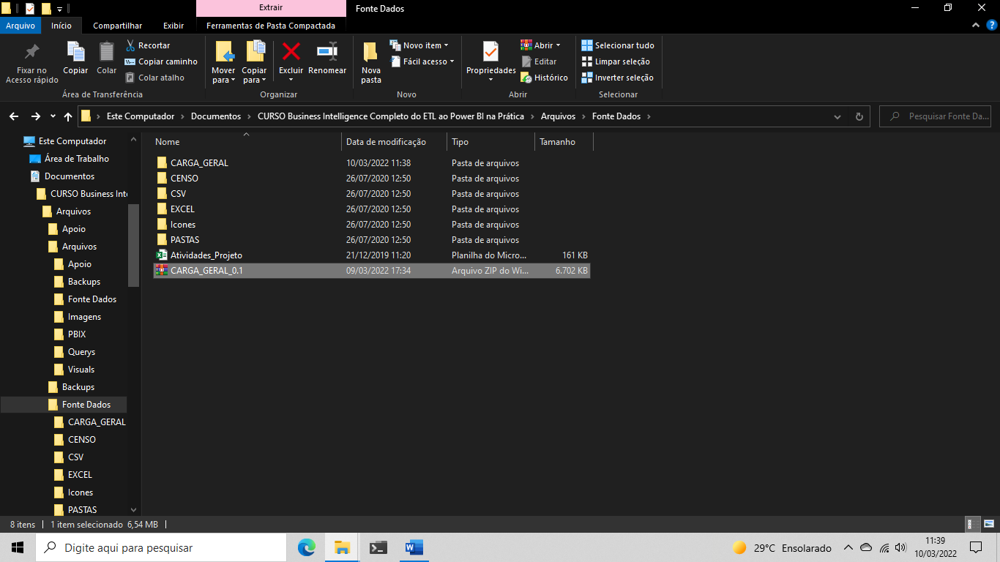 Extrair
Fonte Dados
Arquivo
Início
Compartilhar
Exibir
Ferramentas de Pasta Compactada
Fixar no
Acesso rápido
Copiar
Colar
Recortar
Copiar caminho
Colar atalho
Área de Transferência
Mover
para
Copiar
para
Excluir
Renomear
Organizar
Nova
pasta
Novo item
Fácil acesso
Novo
Propriedades
Abrir
Editar
Histórico
Abrir
Selecionar tudo
Limpar seleção
Inverter seleção
Selecionar
Este Computador > Documentos > CURSO Business Intelligence Completo do ETL ao Power BI na Prática > Arquivos > Fonte Dados >
Pesquisar Fonte Da...
Este Computador
Área de Trabalho
Documentos
CURSO Business Inte
Arquivos
Apoio
Arquivos
Apoio
Backups
Fonte Dados
Imagens
PBIX
Querys
Visuals
Backups
Fonte Dados
CARGA_GERAL
CENSO
CSV
EXCEL
Icones
PASTAS
Nome Data de modificação Tipo Tamanho
CARGA_GERAL 10/03/2022 11:38 Pasta de arquivos
CENSO 26/07/2020 12:50 Pasta de arquivos
CSV 26/07/2020 12:50 Pasta de arquivos
EXCEL 26/07/2020 12:50 Pasta de arquivos
Icones 26/07/2020 12:50 Pasta de arquivos
PASTAS 26/07/2020 12:50 Pasta de arquivos
Atividades_Projeto 21/12/2019 11:20 Planilha do Micro... 161 KB
CARGA_GERAL_0.1 09/03/2022 17:34 Arquivo ZIP do Wi... 6.702 KB
8 itens 1 item selecionado 6,54 MB
Digite aqui para pesquisar
29°C Ensolarado
11:39
10/03/2022